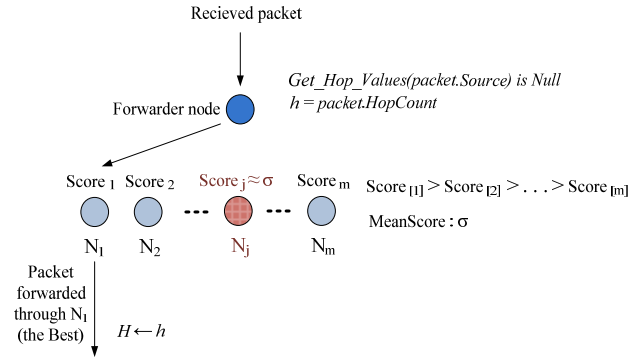 Recieved packet
Get_Hop_Values(packet.Source) is Null
Forwarder node
h = packet.HopCount
Score 1 Score 2 Score j ≈ σ Score m
Score [1] > Score [2] > . . . > Score [m]
MeanScore : σ
N1 N2 Nj Nm
Packet
forwarded
through N1
(the Best)
H ← h